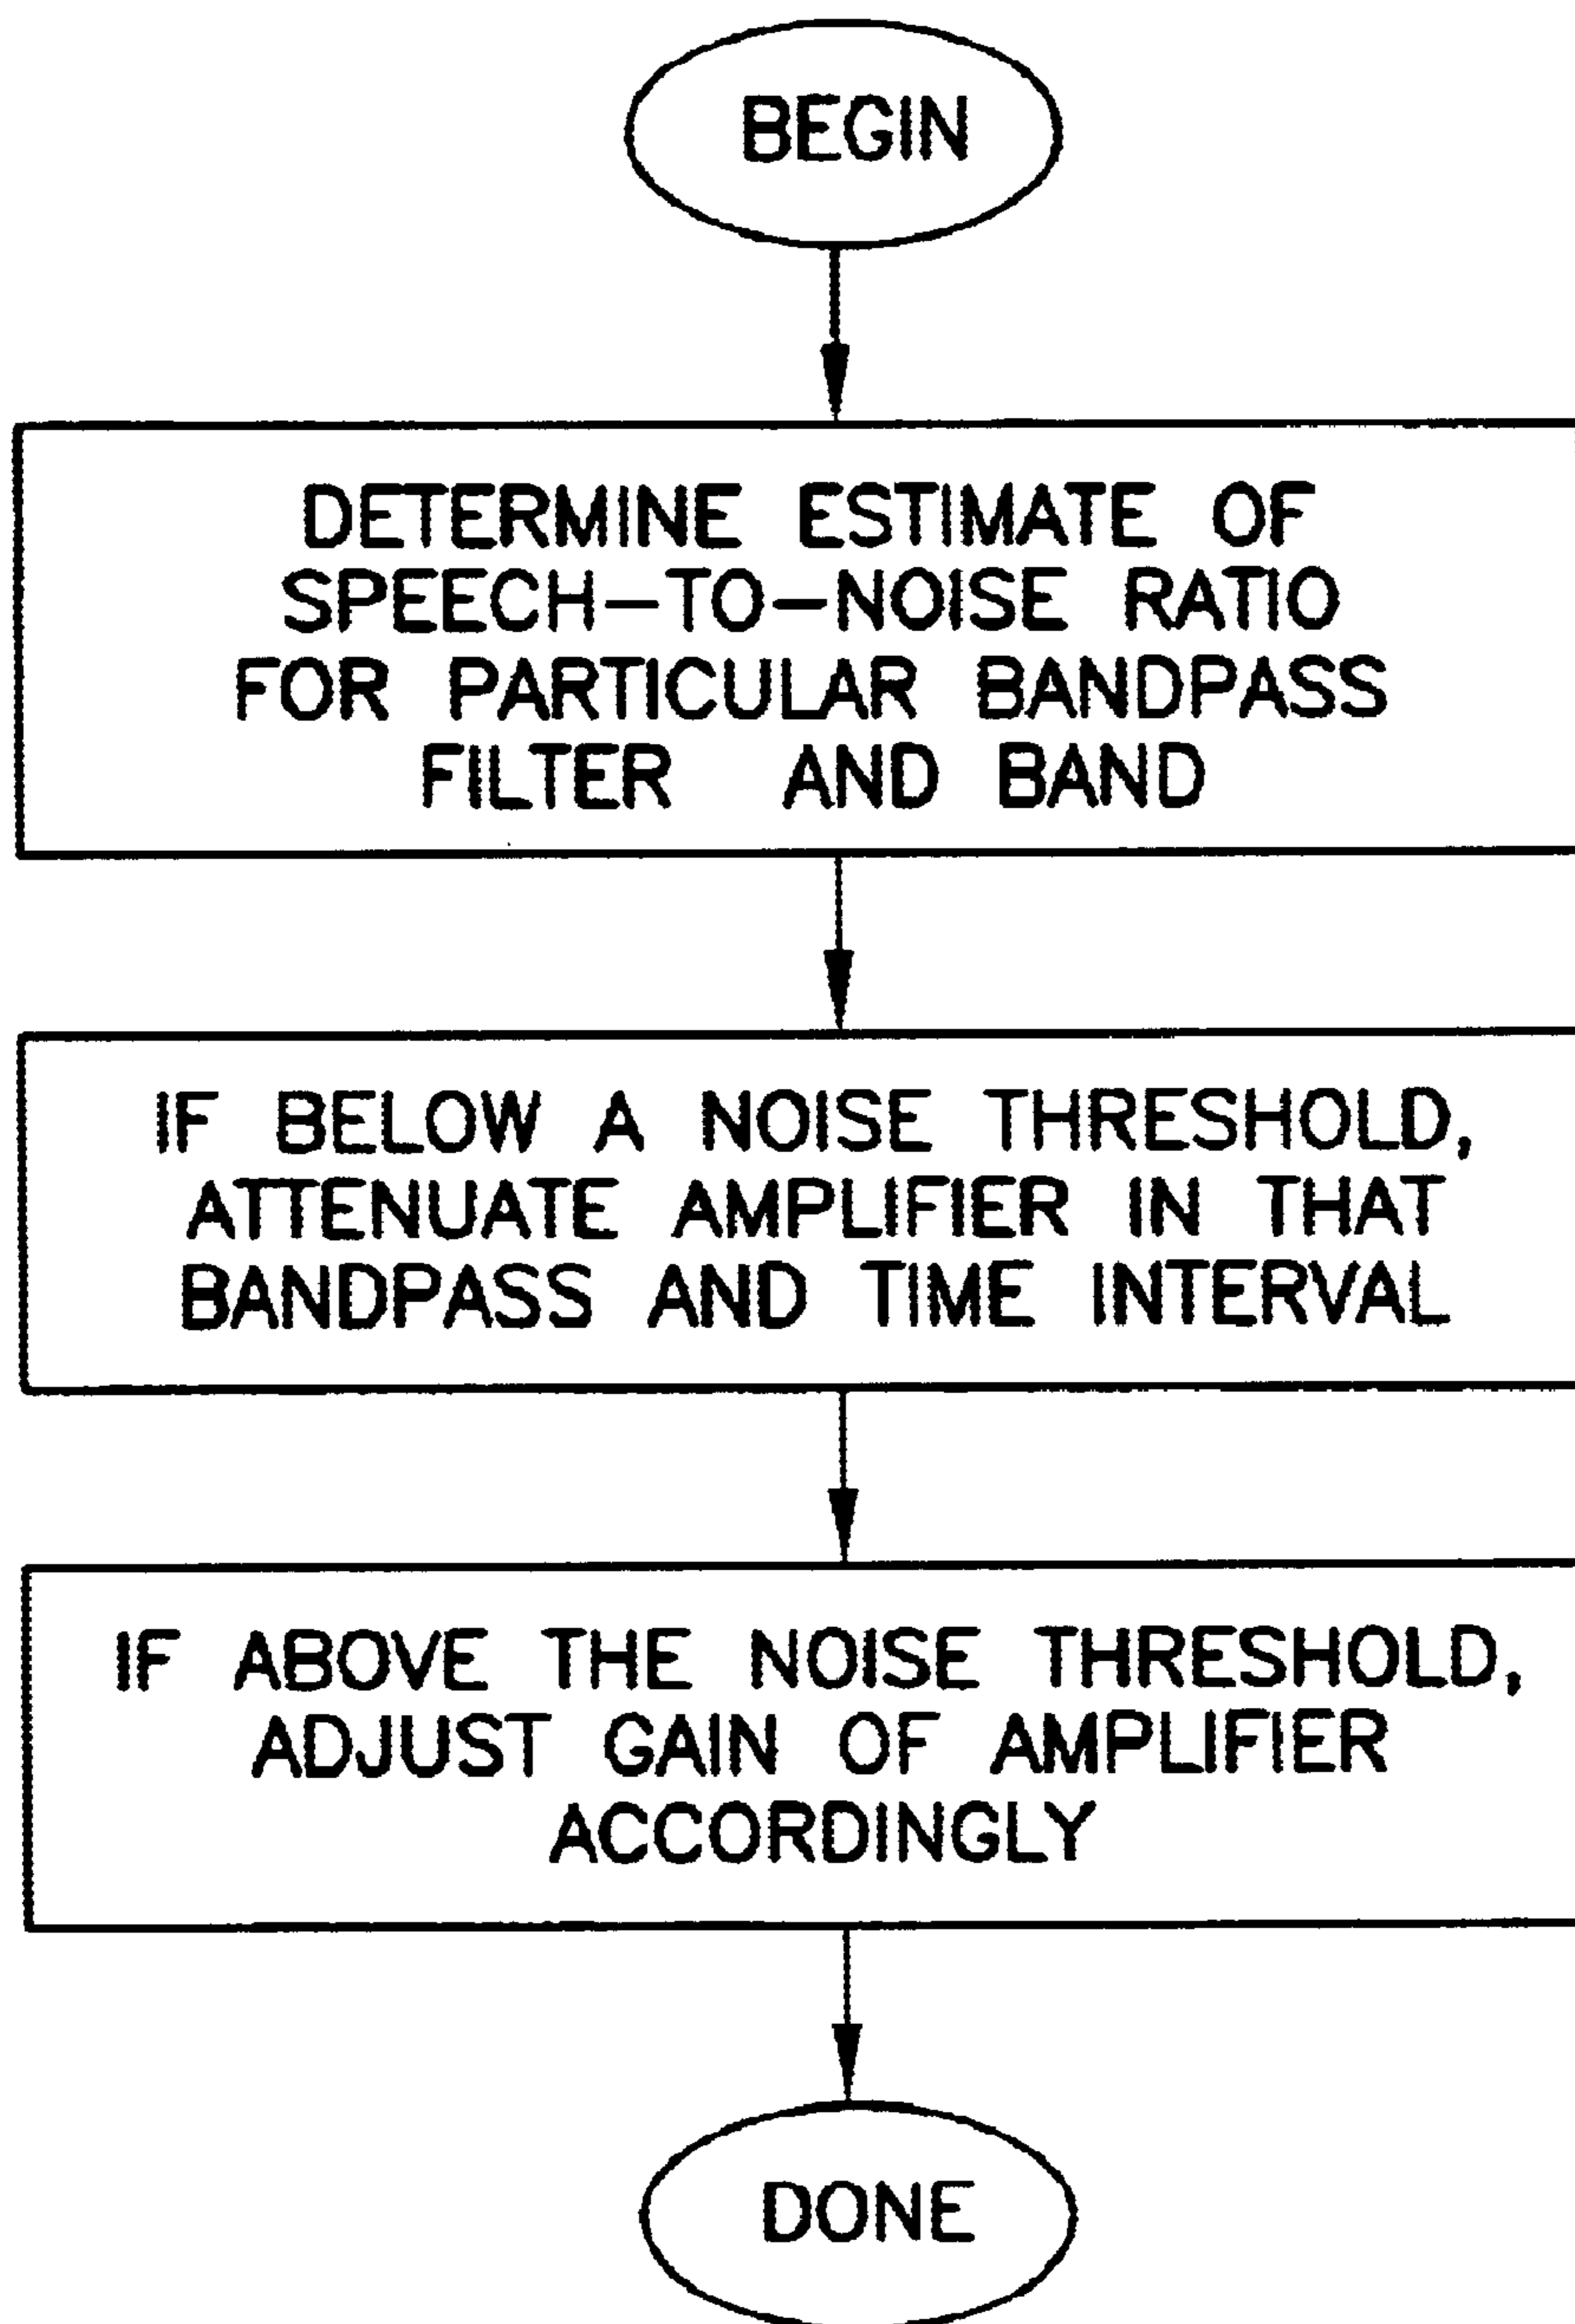 BEGIN
DETERMINE ESTIMATE OF
SPEECH-TO-NOISE RATIO
FOR PARTICULAR BANDPASS
FILTER AND BAND
IF BELOW A NOISE THRESHOLD,
ATTENUATE AMPLIFIER IN THAT
BANDPASS AND TIME INTERVAL
IF ABOVE THE NOISE THRESHOLD,
ADJUST GAIN OF AMPLIFIER
ACCORDINGLY
DONE